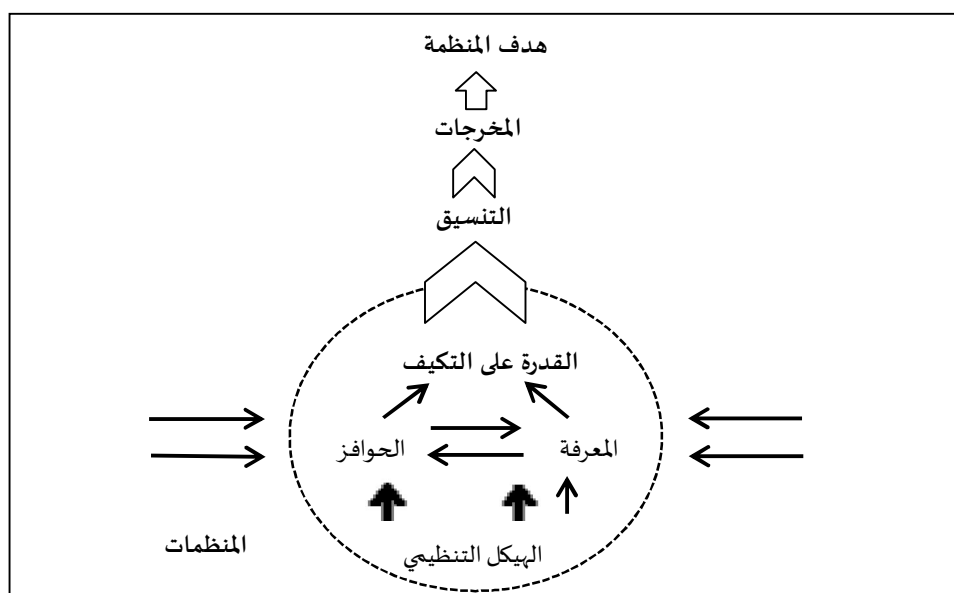 هدف المنظمة
المخرجات
التنسيق
القدرة على التكيف
المعرفة
الحوافز
الهيكل التنظيمي
المنظمات